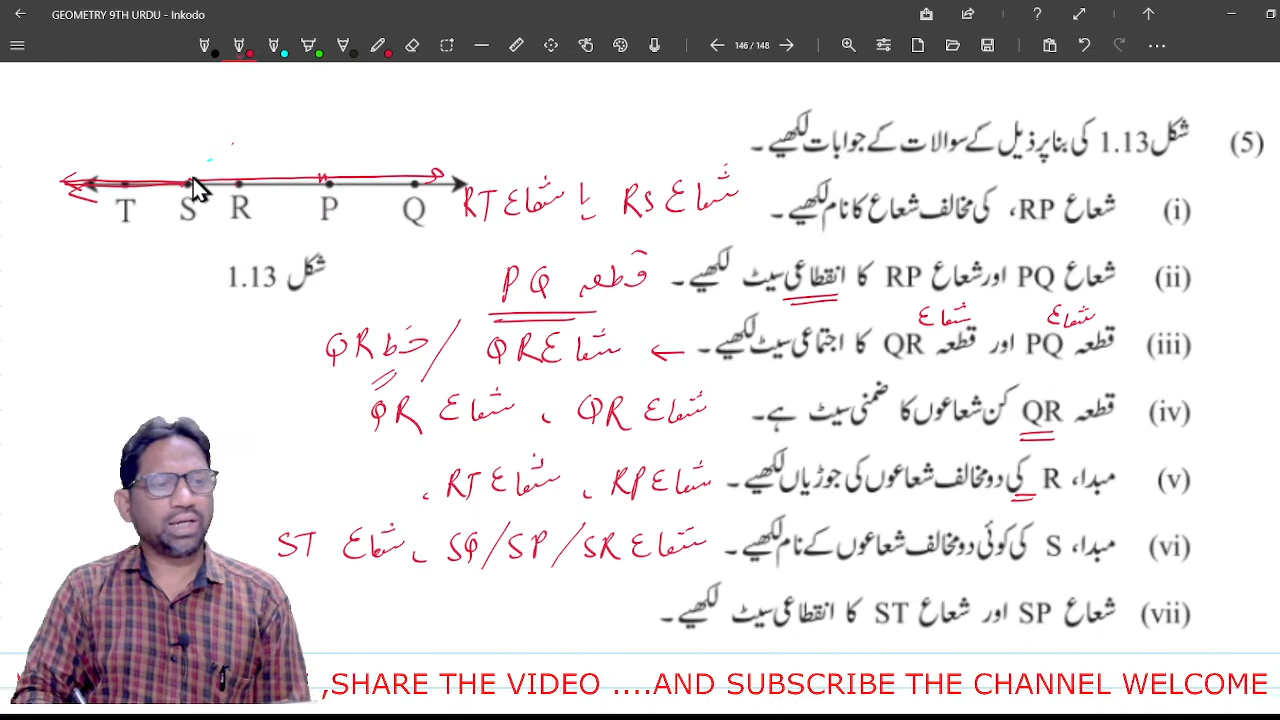 GEOMETRY 9TH URDU - Inkodo
146 / 148
(5) شکل 1.13 کی بنا پر ذیل کے سوالات کے جوابات لکھیے۔
T S R P Q
شکل 1.13
(i) شعاع RP، کی مخالف شعاع کا نام لکھیے۔ شعاع RS یا شعاع RT
(ii) شعاع PQ اور شعاع RP کا انقطاعی سیٹ لکھیے۔ قطعہ PQ
شعاع شعاع
(iii) قطعہ PQ اور قطعہ QR کا اجتماعی سیٹ لکھیے۔ ← شعاع QR / خط QR
(iv) قطعہ QR کن شعاعوں کا ضمنی سیٹ ہے۔ شعاع QR ، شعاع QR
(v) مبدا، R کی دو مخالف شعاعوں کی جوڑیاں لکھیے۔ شعاع RP ، شعاع RT ،
(vi) مبدا، S کی کوئی دو مخالف شعاعوں کے نام لکھیے۔ شعاع SR / SP / SQ ، شعاع ST
(vii) شعاع SP اور شعاع ST کا انقطاعی سیٹ لکھیے۔
,SHARE THE VIDEO ....AND SUBSCRIBE THE CHANNEL WELCOME